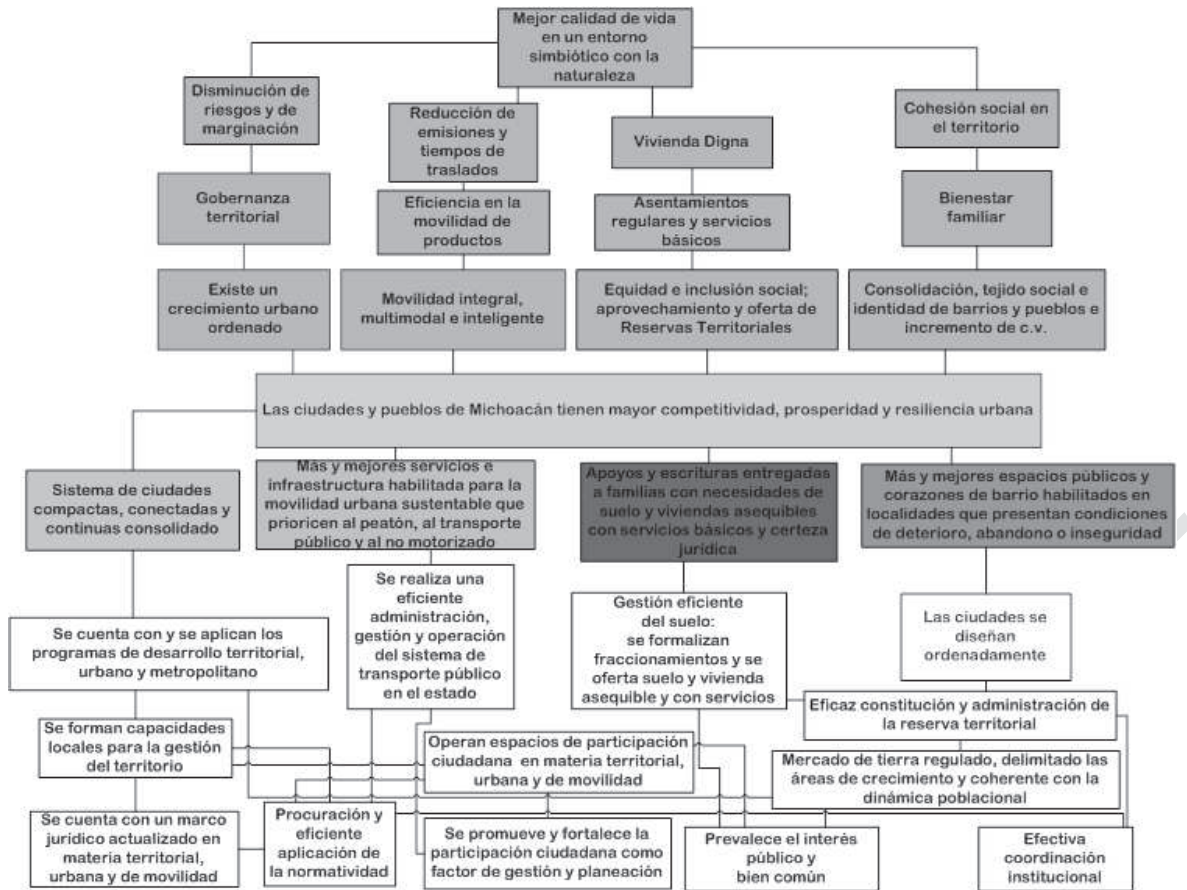 Mejor calidad de vida
en un entorno
simbiótico con la
naturaleza
Disminución de
riesgos y de
marginación
Reducción de
emisiones y
tiempos de
traslados
Vivienda Digna
Cohesión social en
el territorio
Gobernanza
territorial
Eficiencia en la
movilidad de
productos
Asentamientos
regulares y servicios
básicos
Bienestar
familiar
Existe un
crecimiento urbano
ordenado
Movilidad integral,
multimodal e inteligente
Equidad e inclusión social;
aprovechamiento y oferta de
Reservas Territoriales
Consolidación, tejido social e
identidad de barrios y pueblos e
incremento de c.v.
Las ciudades y pueblos de Michoacán tienen mayor competitividad, prosperidad y resiliencia urbana
Sistema de ciudades
compactas, conectadas y
continuas consolidado
Más y mejores servicios e
infraestructura habilitada para la
movilidad urbana sustentable que
prioricen al peatón, al transporte
público y al no motorizado
Apoyos y escrituras entregadas
a familias con necesidades de
suelo y viviendas asequibles
con servicios básicos y certeza
jurídica
Más y mejores espacios públicos y
corazones de barrio habilitados en
localidades que presentan condiciones
de deterioro, abandono o inseguridad
Se cuenta con y se aplican los
programas de desarrollo territorial,
urbano y metropolitano
Se realiza una
eficiente
administración,
gestión y operación
del sistema de
transporte público
en el estado
Gestión eficiente
del suelo:
se formalizan
fraccionamientos y se
oferta suelo y vivienda
asequible y con servicios
Las ciudades se
diseñan
ordenadamente
Se forman capacidades
locales para la gestión
del territorio
Operan espacios de participación
ciudadana en materia territorial,
urbana y de movilidad
Eficaz constitución y administración de
la reserva territorial
Mercado de tierra regulado, delimitado las
áreas de crecimiento y coherente con la
dinámica poblacional
Se cuenta con un marco
jurídico actualizado en
materia territorial,
urbana y de movilidad
Procuración y
eficiente
aplicación de
la normatividad
Se promueve y fortalece la
participación ciudadana como
factor de gestión y planeación
Prevalece el interés
público y
bien común
Efectiva
coordinación
institucional